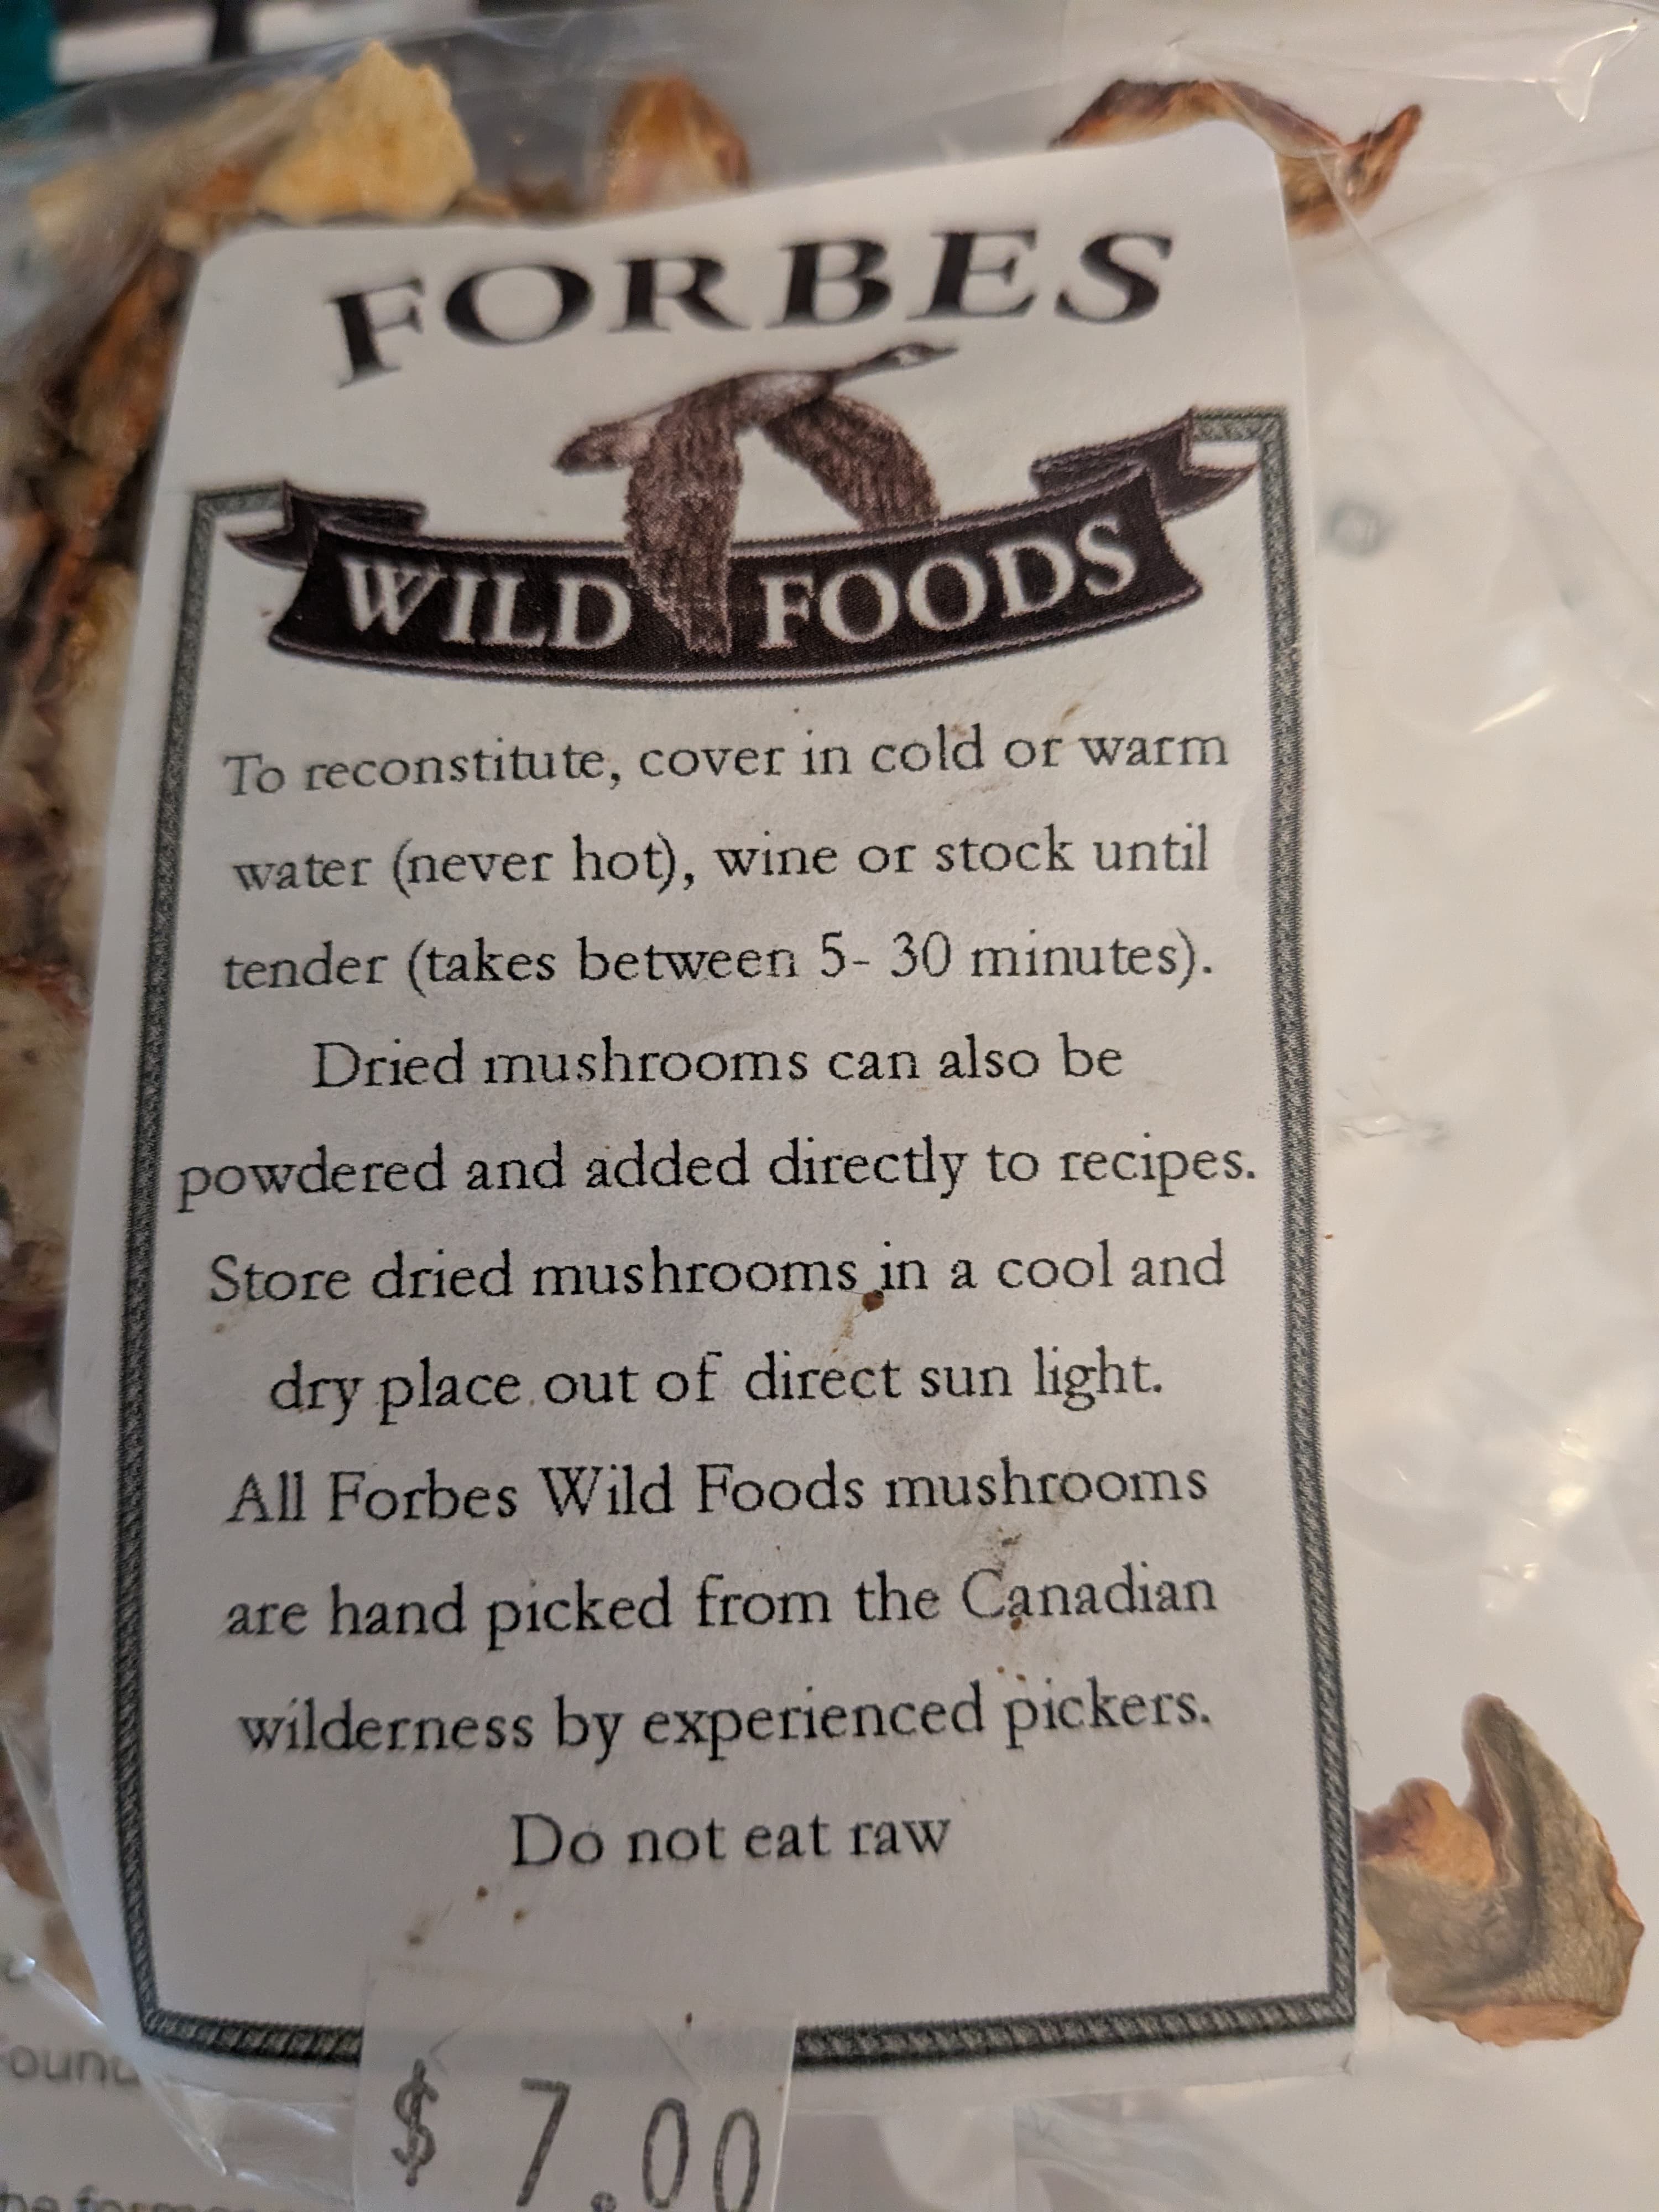 FORBES
WILD FOODS
To reconstitute, cover in cold or warm
water (never hot), wine or stock until
tender (takes between 5- 30 minutes).
Dried mushrooms can also be
powdered and added directly to recipes.
Store dried mushrooms in a cool and
dry place out of direct sun light.
All Forbes Wild Foods mushrooms
are hand picked from the Canadian
wilderness by experienced pickers.
Do not eat raw
$ 7.00